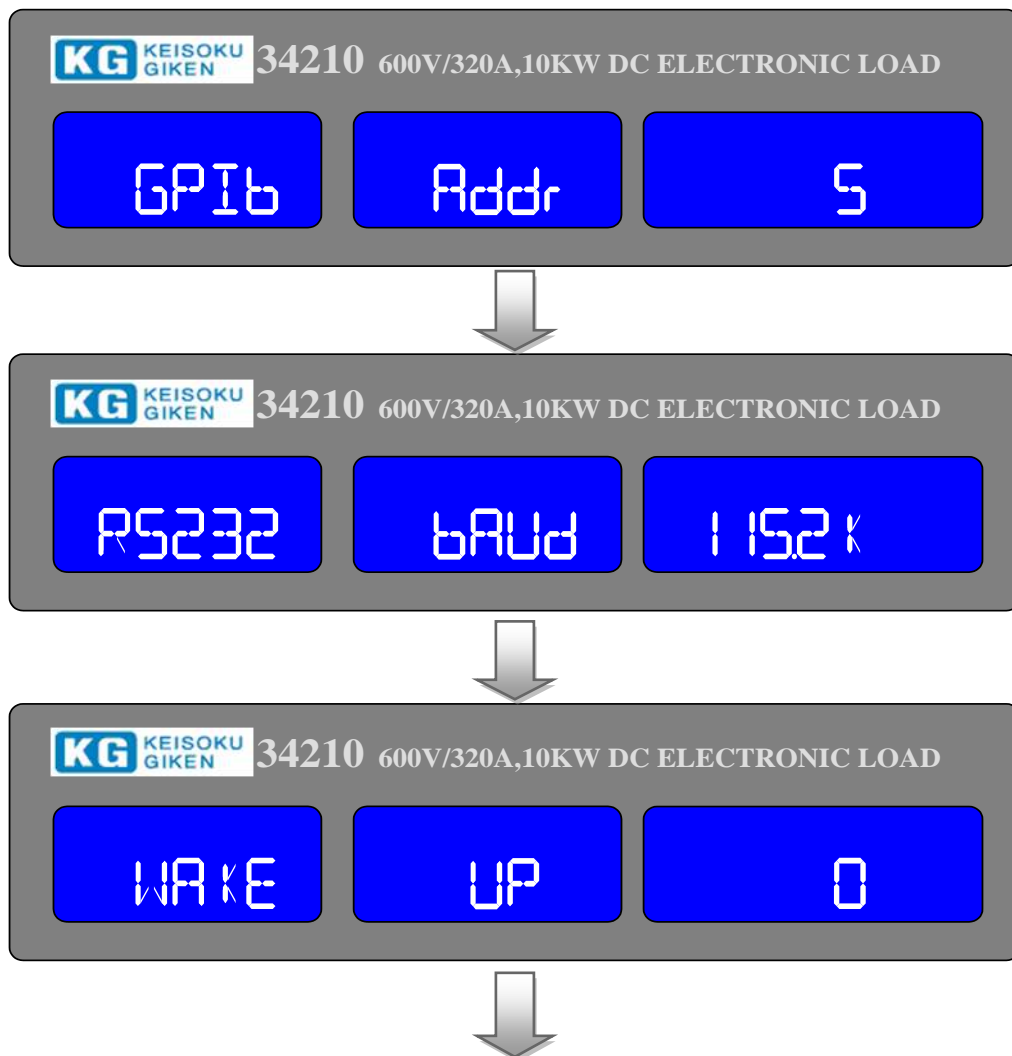 KG KEISOKU GIKEN 34210 600V/320A,10KW DC ELECTRONIC LOAD
GPIb Addr 5
KG KEISOKU GIKEN 34210 600V/320A,10KW DC ELECTRONIC LOAD
RS232 bAUd 115.2K
KG KEISOKU GIKEN 34210 600V/320A,10KW DC ELECTRONIC LOAD
WAKE UP 0